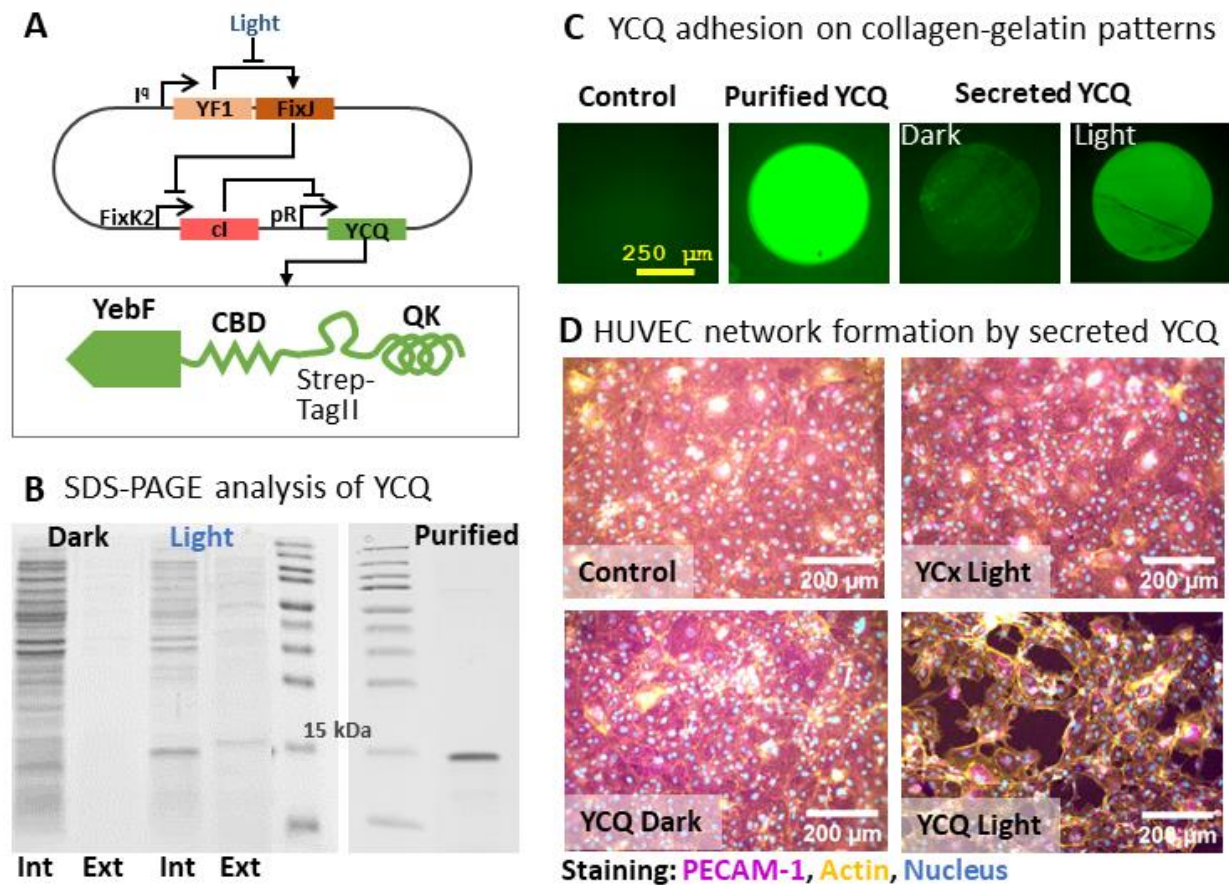 A
Light
Iq
YF1
FixJ
FixK2
cI
pR
YCQ
YebF
CBD
QK
Strep-
TagII
B SDS-PAGE analysis of YCQ
Dark
Light
Purified
15 kDa
Int Ext Int Ext
C YCQ adhesion on collagen-gelatin patterns
Control
Purified YCQ
Secreted YCQ
Dark
Light
250 µm
D HUVEC network formation by secreted YCQ
Control
200 µm
YCx Light
200 µm
YCQ Dark
200 µm
YCQ Light
200 µm
Staining: PECAM-1, Actin, Nucleus